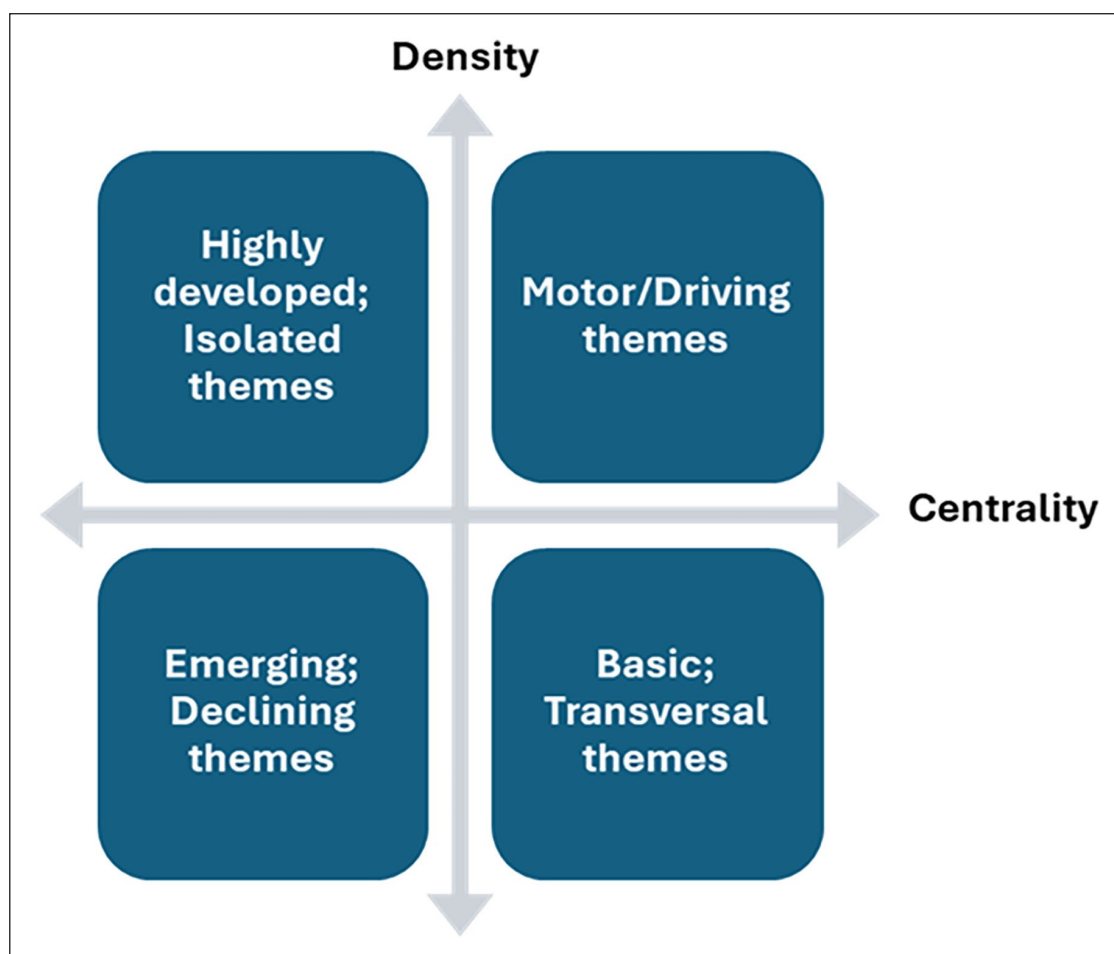 Density
Highly
developed;
Isolated
themes
Motor/Driving
themes
Centrality
Emerging;
Declining
themes
Basic;
Transversal
themes